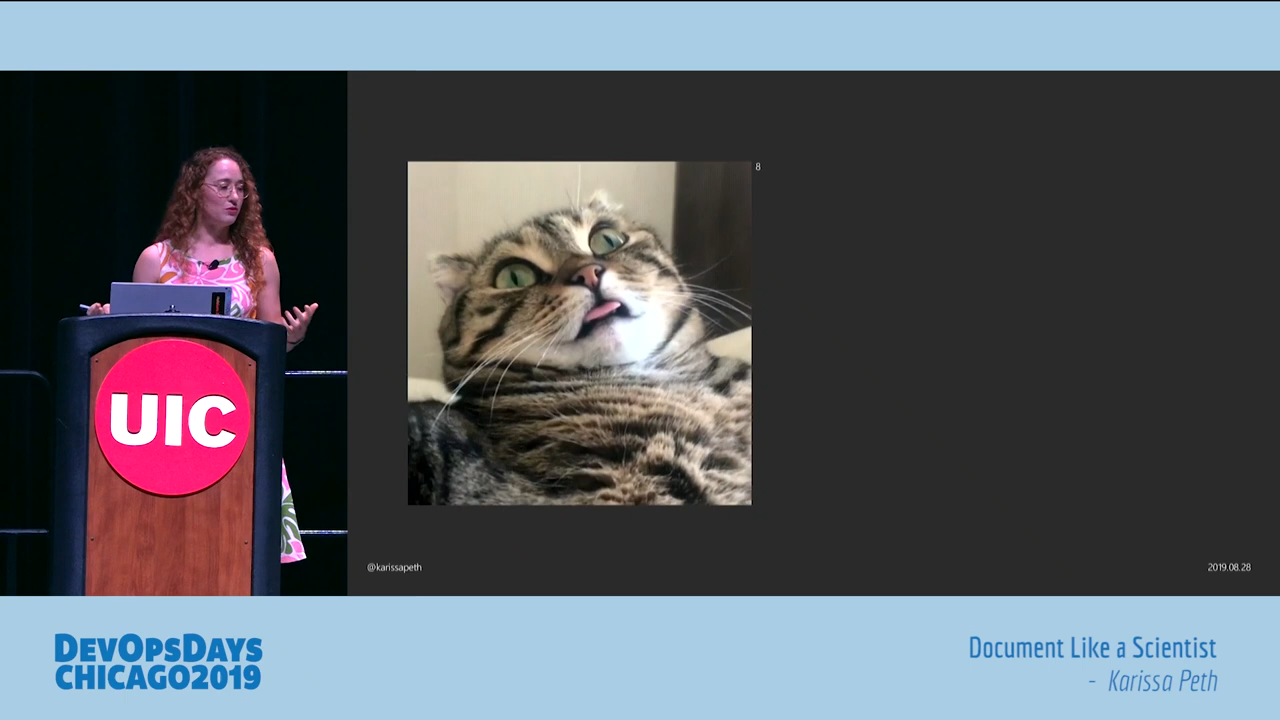 8
UIC
@karissapeth
2019.08.28
DevOpsDays
CHICAGO2019
Document Like a Scientist
- Karissa Peth